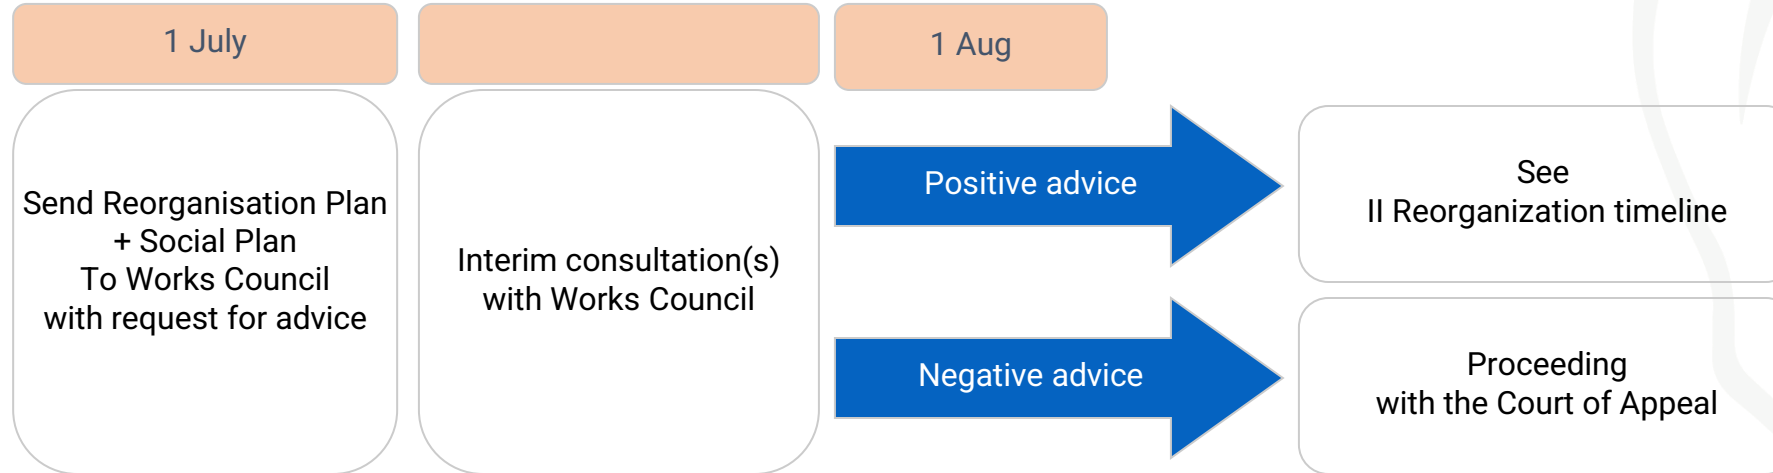 1 July
Send Reorganisation Plan
+ Social Plan
To Works Council
with request for advice
Interim consultation(s)
with Works Council
1 Aug
Positive advice
See
II Reorganization timeline
Negative advice
Proceeding
with the Court of Appeal